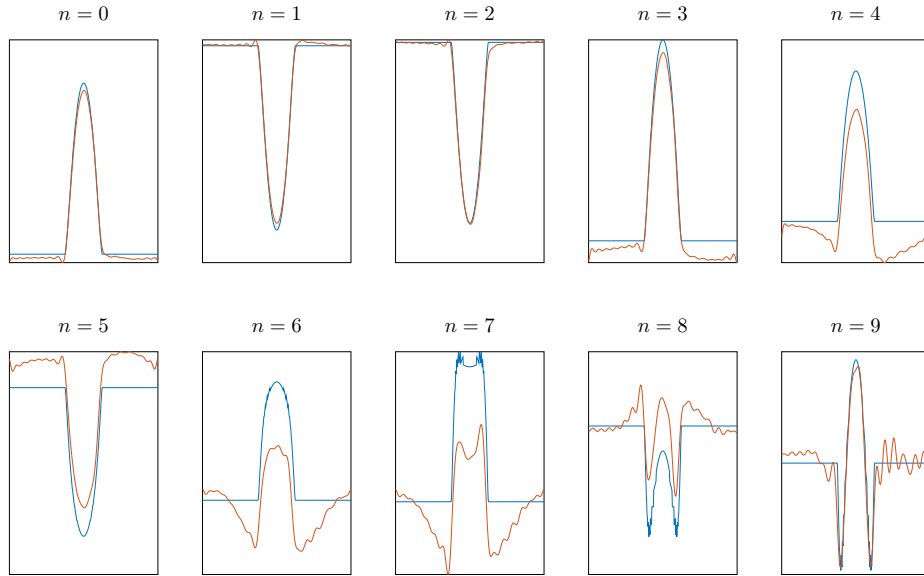 n = 0 n = 1 n = 2 n = 3 n = 4
n = 5 n = 6 n = 7 n = 8 n = 9